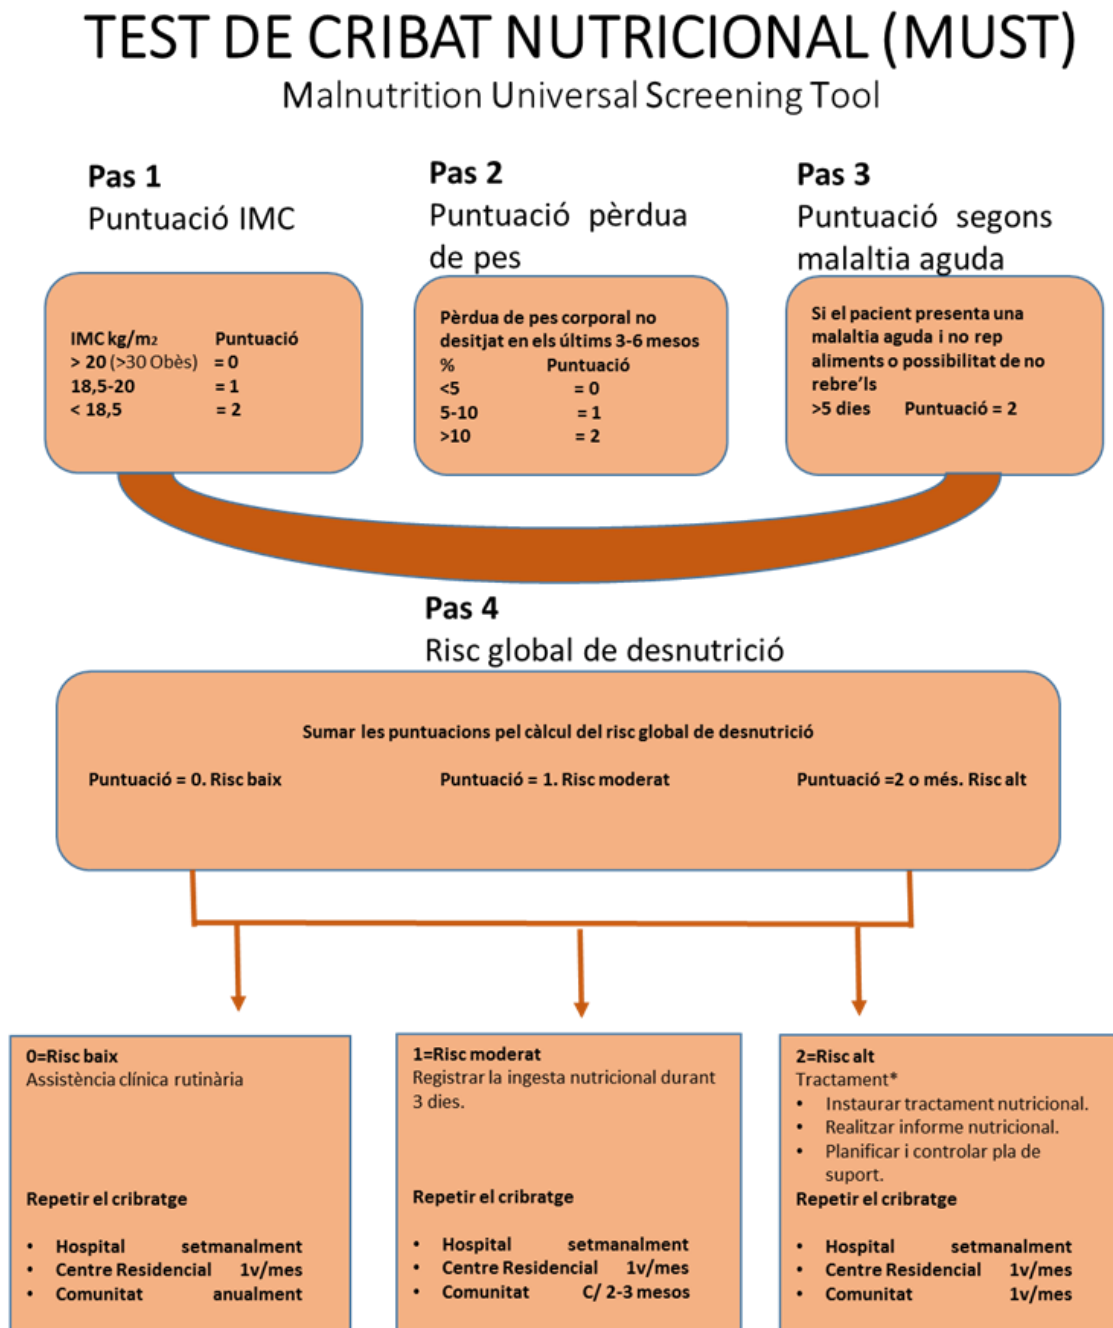 TEST DE CRIBAT NUTRICIONAL (MUST)
Malnutrition Universal Screening Tool
Pas 1
Puntuació IMC
IMC kg/m2 Puntuació
> 20 (>30 Obès) = 0
18,5-20 = 1
< 18,5 = 2
Pas 2
Puntuació pèrdua
de pes
Pèrdua de pes corporal no
desitjat en els últims 3-6 mesos
% Puntuació
<5 = 0
5-10 = 1
>10 = 2
Pas 3
Puntuació segons
malaltia aguda
Si el pacient presenta una
malaltia aguda i no rep
aliments o possibilitat de no
rebre'ls
>5 dies Puntuació = 2
Pas 4
Risc global de desnutrició
Sumar les puntuacions pel càlcul del risc global de desnutrició
Puntuació = 0. Risc baix Puntuació = 1. Risc moderat Puntuació =2 o més. Risc alt
0=Risc baix
Assistència clínica rutinària
Repetir el cribratge
• Hospital setmanalment
• Centre Residencial 1v/mes
• Comunitat anualment
1=Risc moderat
Registrar la ingesta nutricional durant
3 dies.
Repetir el cribratge
• Hospital setmanalment
• Centre Residencial 1v/mes
• Comunitat C/ 2-3 mesos
2=Risc alt
Tractament*
• Instaurar tractament nutricional.
• Realitzar informe nutricional.
• Planificar i controlar pla de
suport.
Repetir el cribratge
• Hospital setmanalment
• Centre Residencial 1v/mes
• Comunitat 1v/mes